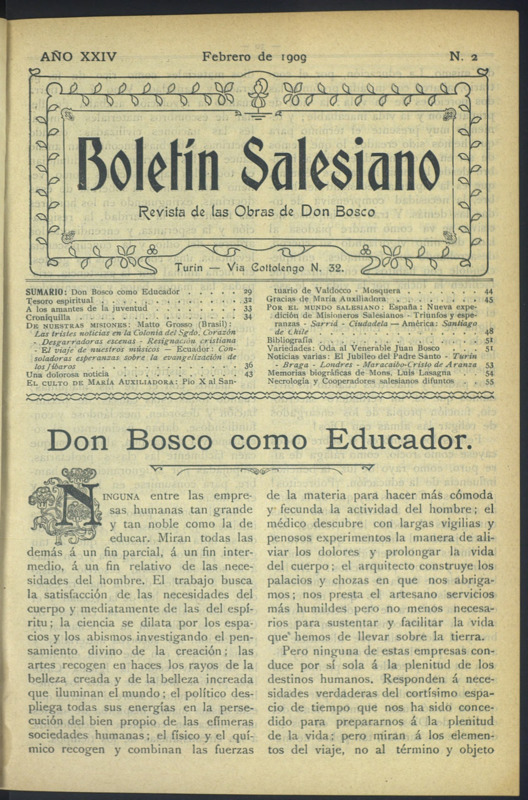 AÑO XXIV
Febrero de 1909
N. 2
Boletín Salesiano
Revista de las Obras de Don Bosco
Turín — Via Cottolengo N. 32.
SUMARIO: Don Bosco como Educador . . . . . 29
Tesoro espiritual . . . . . 32
A los amantes de la juventud . . . . . 33
Croniquilla . . . . . 34
DE NUESTRAS MISIONES: Matto Grosso (Brasil):
Las tristes noticias en la Colonia del Sgdo. Corazón
- Desgarradoras escenas - Resignación cristiana
- El viaje de nuestros músicos — Ecuador: Con-
soladoras esperanzas sobre la evangelización de
los jíbaros . . . . . 36
Una dolorosa noticia . . . . . 43
EL CULTO DE MARÍA AUXILIADORA: Pío X al San-
tuario de Valdocco - Mosquera . . . . . 44
Gracias de María Auxiliadora . . . . . 45
POR EL MUNDO SALESIANO: España: Nueva expe-
dición de Misioneros Salesianos - Triunfos y espe-
ranzas - Sarriá - Ciudadela — América: Santiago
de Chile . . . . . 48
Bibliografía . . . . . 51
Variedades: Oda al Venerable Juan Bosco . . . . . 51
Noticias varias: El Jubileo del Padre Santo - Turín
- Braga - Londres - Maracaibo-Cristo de Aranza 53
Memorias biográficas de Mons. Luis Lasagna . . 54
Necrología y Cooperadores salesianos difuntos . . 55
Don Bosco como Educador.
NINGUNA entre las empre-
sas humanas tan grande
y tan noble como la de
educar. Miran todas las
demás á un fin parcial, á un fin inter-
medio, á un fin relativo de las nece-
sidades del hombre. El trabajo busca
la satisfacción de las necesidades del
cuerpo y mediatamente de las del espí-
ritu; la ciencia se dilata por los espa-
cios y los abismos investigando el pen-
samiento divino de la creación; las
artes recogen en haces los rayos de la
belleza creada y de la belleza increada
que iluminan el mundo; el político des-
pliega todas sus energías en la perse-
cución del bien propio de las efímeras
sociedades humanas; el físico y el quí-
mico recogen y combinan las fuerzas
de la materia para hacer más cómoda
y fecunda la actividad del hombre; el
médico descubre con largas vigilias y
penosos experimentos la manera de ali-
viar los dolores y prolongar la vida
del cuerpo; el arquitecto construye los
palacios y chozas en que nos abriga-
mos; nos presta el artesano servicios
más humildes pero no menos necesa-
rios para sustentar y facilitar la vida
que hemos de llevar sobre la tierra.
Pero ninguna de estas empresas con-
duce por sí sola á la plenitud de los
destinos humanos. Responden á nece-
sidades verdaderas del cortísimo espa-
cio de tiempo que nos ha sido conce-
dido para prepararnos á la plenitud
de la vida; pero miran á los elemen-
tos del viaje, no al término y objeto